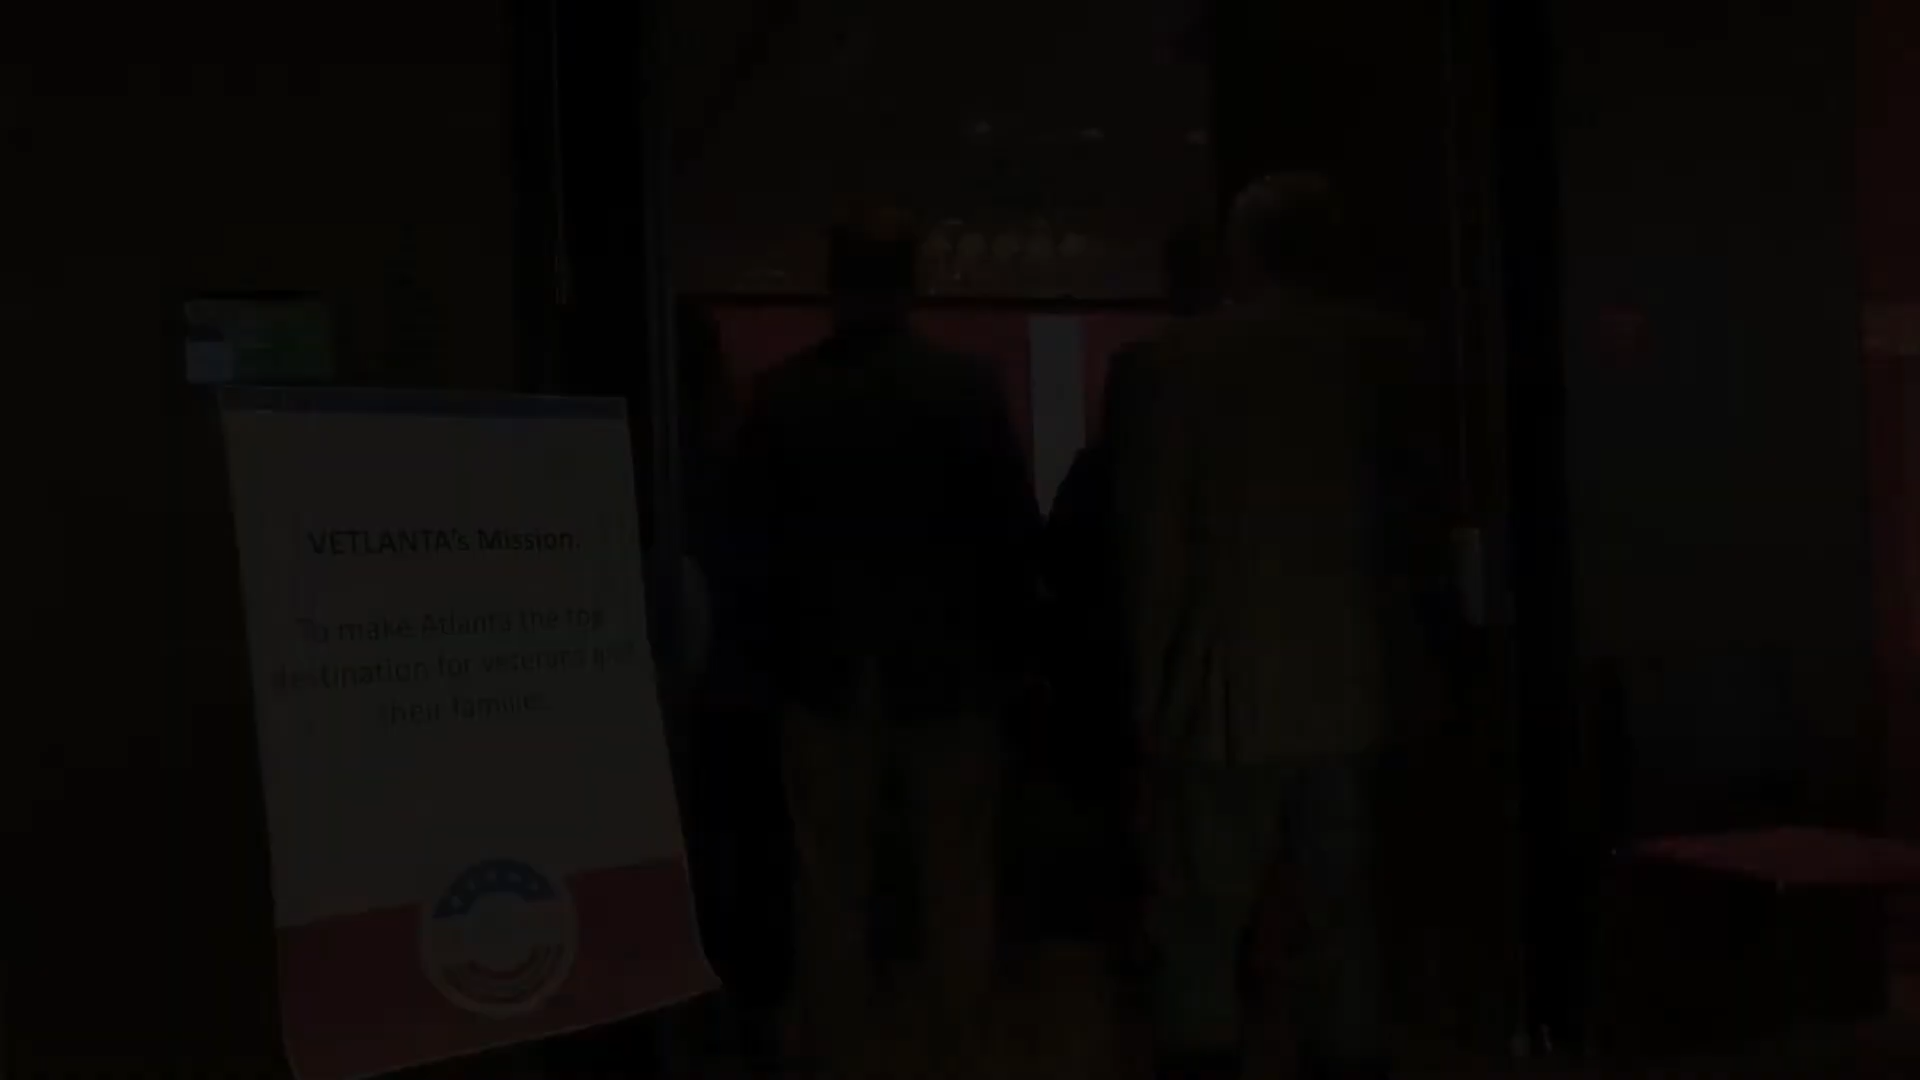 VETLANTA's Mission.
To make Atlanta the top
destination for veterans and
their families.